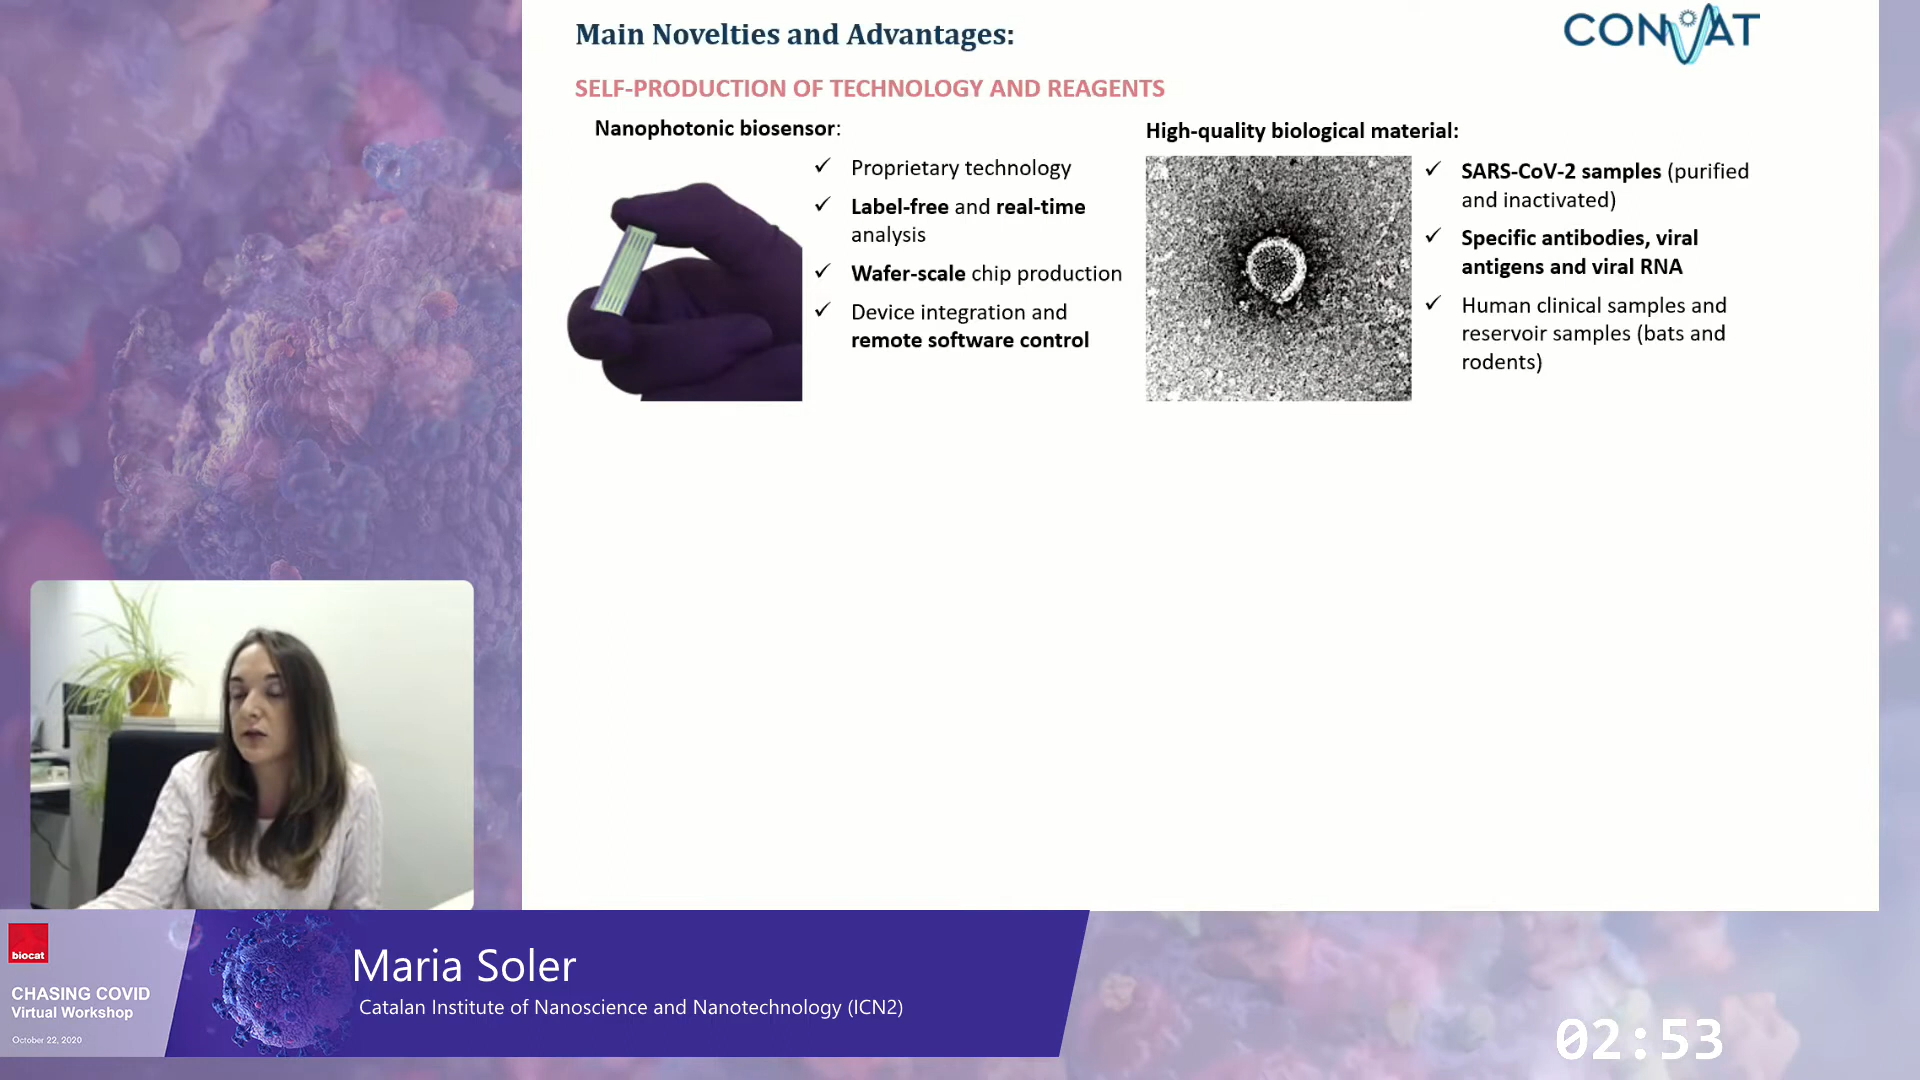 Main Novelties and Advantages:
CONVAT
SELF-PRODUCTION OF TECHNOLOGY AND REAGENTS
Nanophotonic biosensor:
✓ Proprietary technology
✓ Label-free and real-time
analysis
✓ Wafer-scale chip production
✓ Device integration and
remote software control
High-quality biological material:
✓ SARS-CoV-2 samples (purified
and inactivated)
✓ Specific antibodies, viral
antigens and viral RNA
✓ Human clinical samples and
reservoir samples (bats and
rodents)
biocat
CHASING COVID
Virtual Workshop
October 22, 2020
Maria Soler
Catalan Institute of Nanoscience and Nanotechnology (ICN2)
02:53